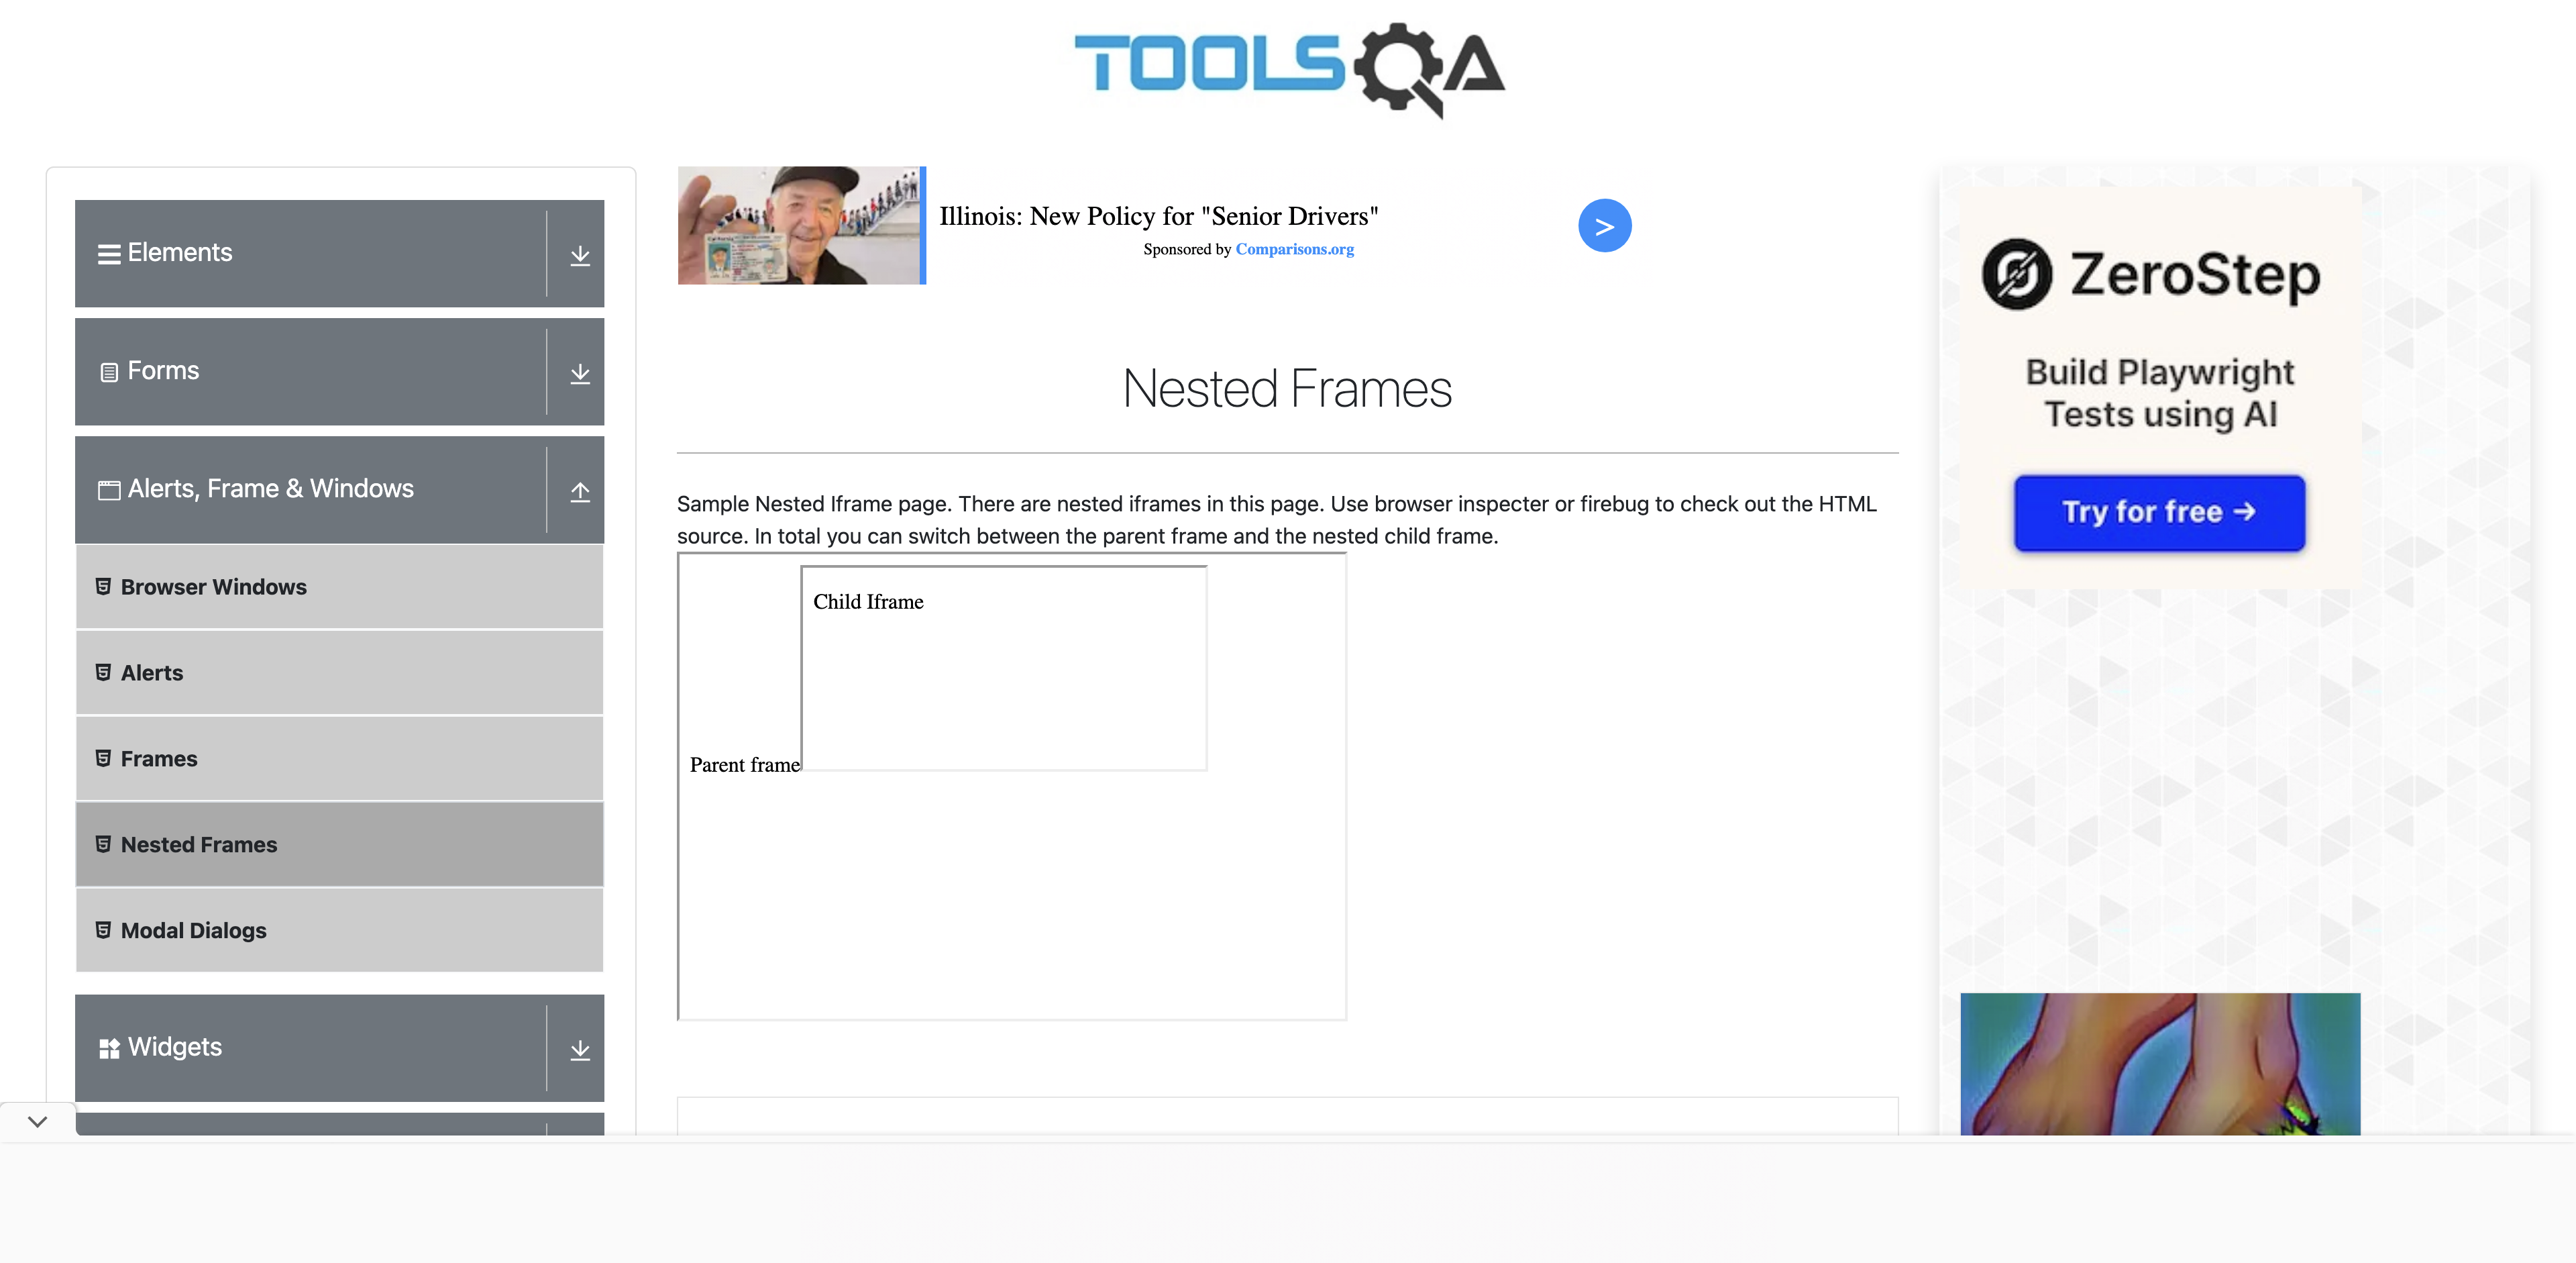 TOOLSQA
Elements
Forms
Alerts, Frame & Windows
Browser Windows
Alerts
Frames
Nested Frames
Modal Dialogs
Widgets
Illinois: New Policy for "Senior Drivers"
Sponsored by Comparisons.org
>
Nested Frames
Sample Nested Iframe page. There are nested iframes in this page. Use browser inspecter or firebug to check out the HTML
source. In total you can switch between the parent frame and the nested child frame.
Child Iframe
Parent frame
ZeroStep
Build Playwright
Tests using AI
Try for free →